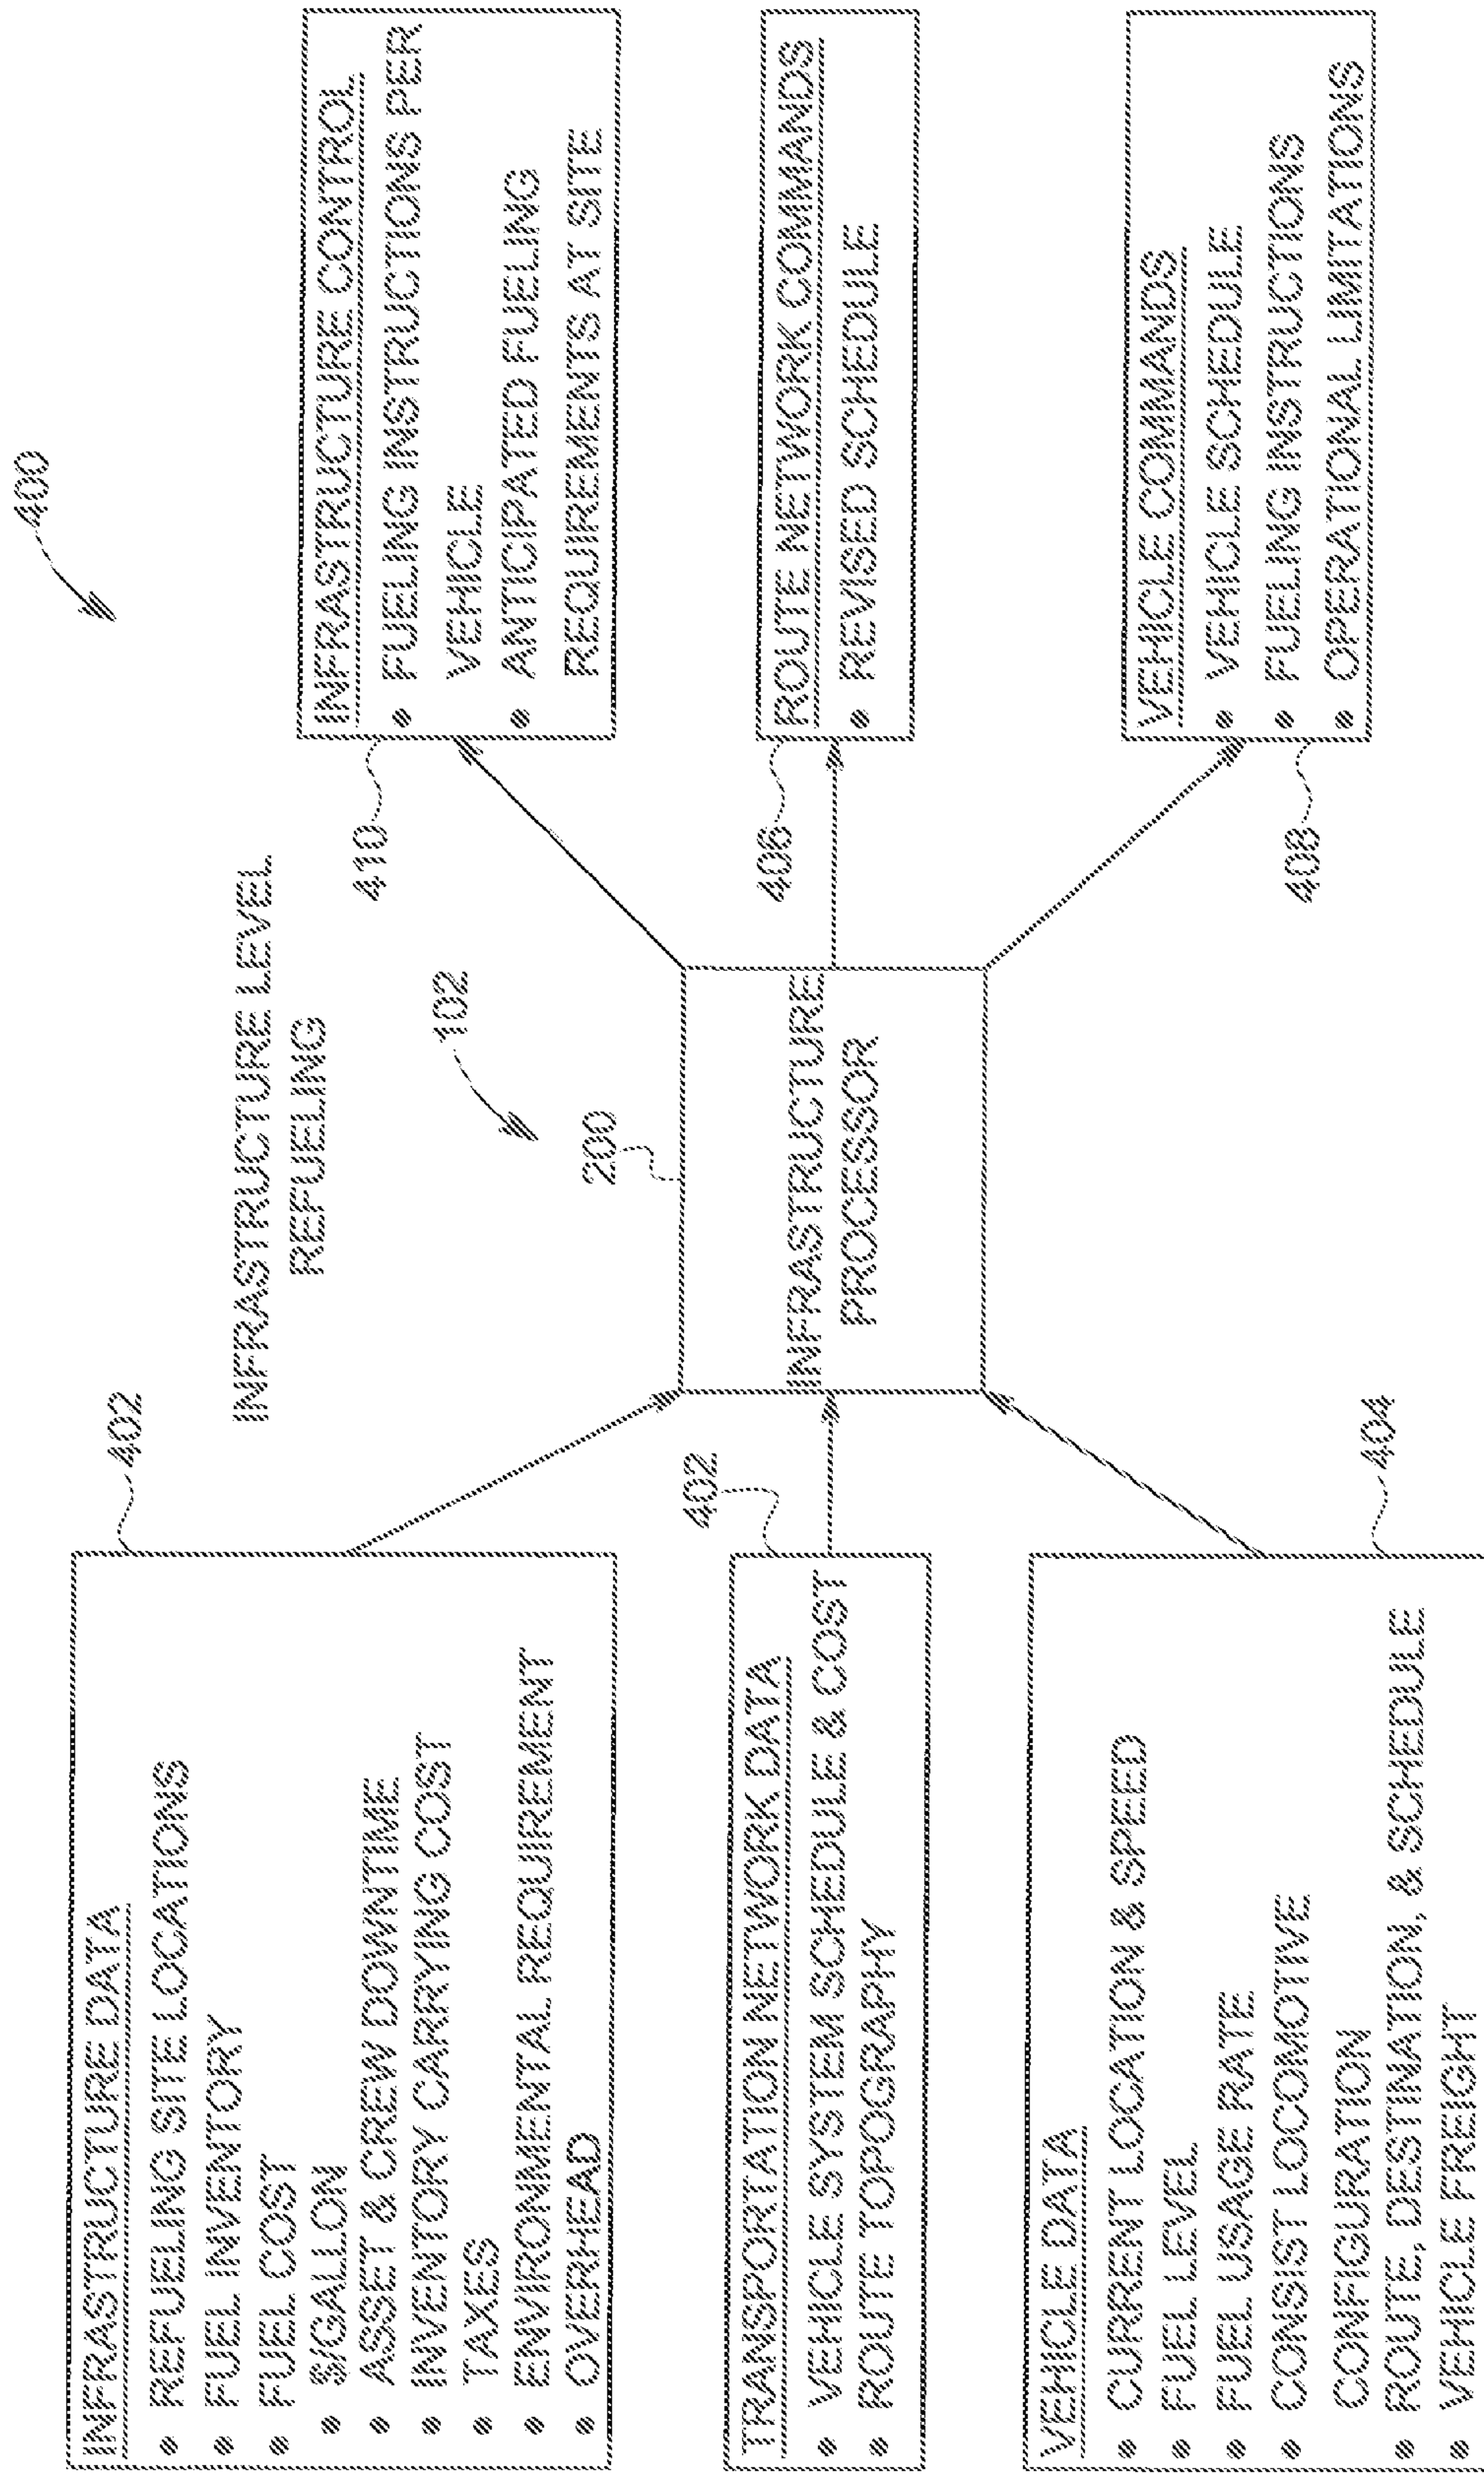 400
INFRASTRUCTURE LEVEL
REFUELING
102
402
INFRASTRUCTURE DATA
• REFUELING SITE LOCATIONS
• FUEL INVENTORY
• FUEL COST
• $/GALLON
• ASSET & CREW DOWNTIME
• INVENTORY CARRYING COST
• TAXES
• ENVIRONMENTAL REQUIREMENT
• OVERHEAD
402
TRANSPORTATION NETWORK DATA
• VEHICLE SYSTEM SCHEDULE & COST
• ROUTE TOPOGRAPHY
404
VEHICLE DATA
• CURRENT LOCATION & SPEED
• FUEL LEVEL
• FUEL USAGE RATE
• CONSIST LOCOMOTIVE
CONFIGURATION
• ROUTE, DESTINATION, & SCHEDULE
• VEHICLE FREIGHT
200
INFRASTRUCTURE
PROCESSOR
410
INFRASTRUCTURE CONTROL
• FUELING INSTRUCTIONS PER
VEHICLE
• ANTICIPATED FUELING
REQUIREMENTS AT SITE
406
ROUTE NETWORK COMMANDS
• REVISED SCHEDULE
408
VEHICLE COMMANDS
• VEHICLE SCHEDULE
• FUELING INSTRUCTIONS
• OPERATIONAL LIMITATIONS